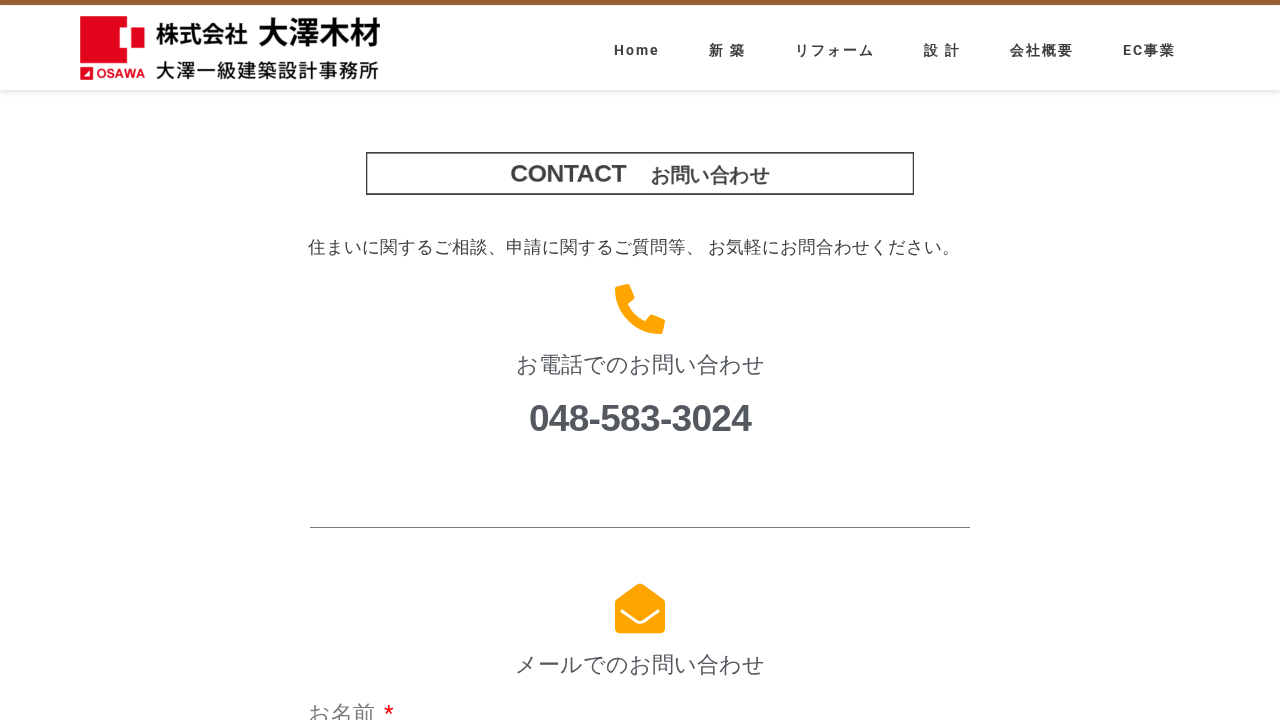 株式会社 大澤木材
OSAWA 大澤一級建築設計事務所
Home 新 築 リフォーム 設 計 会社概要 EC事業
CONTACT お問い合わせ
住まいに関するご相談、申請に関するご質問等、 お気軽にお問合わせください。
お電話でのお問い合わせ
048-583-3024
メールでのお問い合わせ
お名前 *